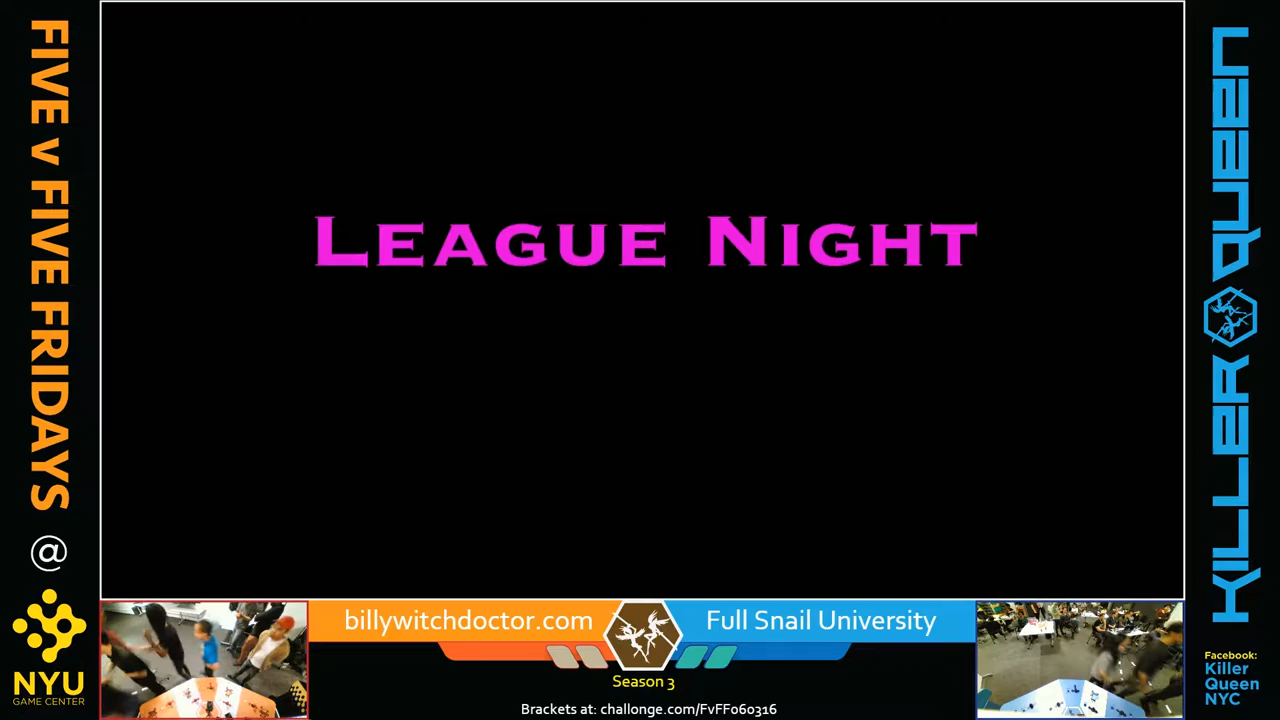 FIVE v FIVE FRIDAYS @
NYU
GAME CENTER
League Night
billywitchdoctor.com
Full Snail University
Season 3
Brackets at: challonge.com/FvFF060316
KILLER QUEEN
Facebook:
Killer
Queen
NYC